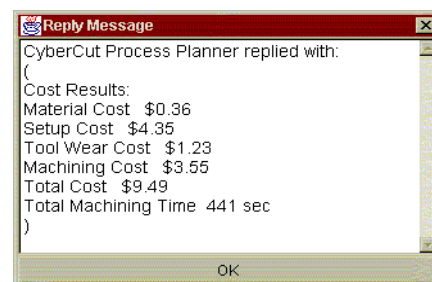 Reply Message
CyberCut Process Planner replied with:
(
Cost Results:
Material Cost $0.36
Setup Cost $4.35
Tool Wear Cost $1.23
Machining Cost $3.55
Total Cost $9.49
Total Machining Time 441 sec
)
OK